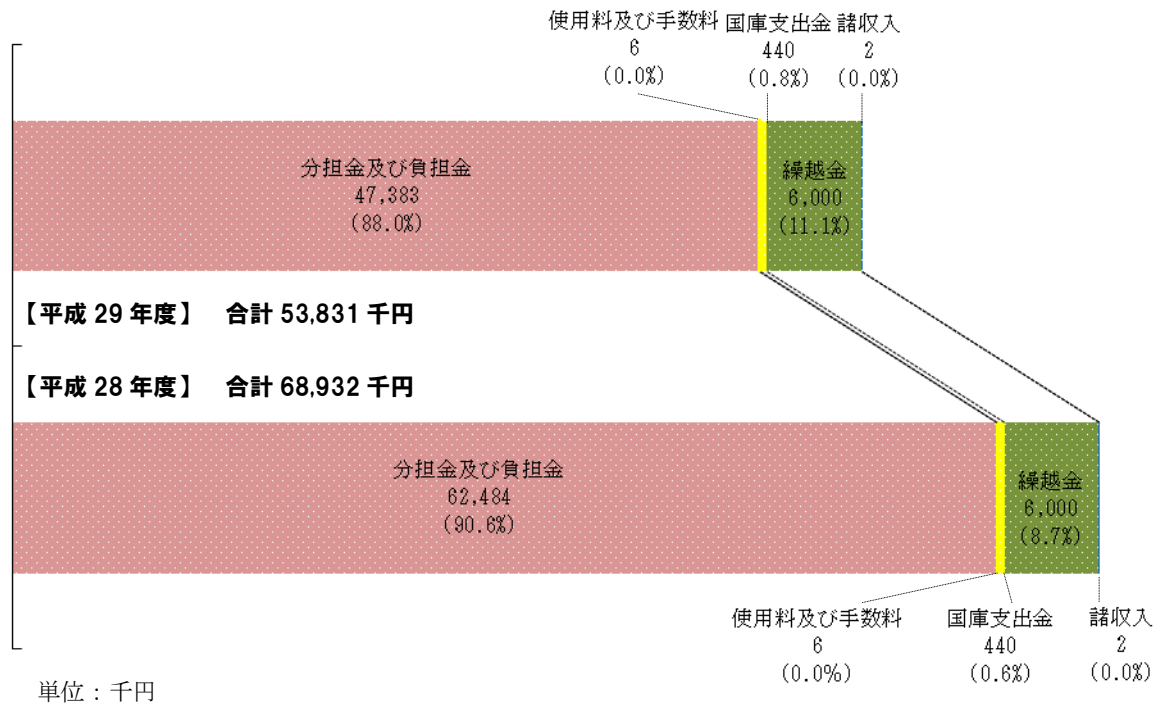 使用料及び手数料 国庫支出金 諸収入
6 440 2
(0.0%) (0.8%) (0.0%)
分担金及び負担金
47,383
(88.0%)
繰越金
6,000
(11.1%)
【平成 29 年度】 合計 53,831 千円
【平成 28 年度】 合計 68,932 千円
分担金及び負担金
62,484
(90.6%)
繰越金
6,000
(8.7%)
使用料及び手数料 国庫支出金 諸収入
6 440 2
(0.0%) (0.6%) (0.0%)
単位：千円